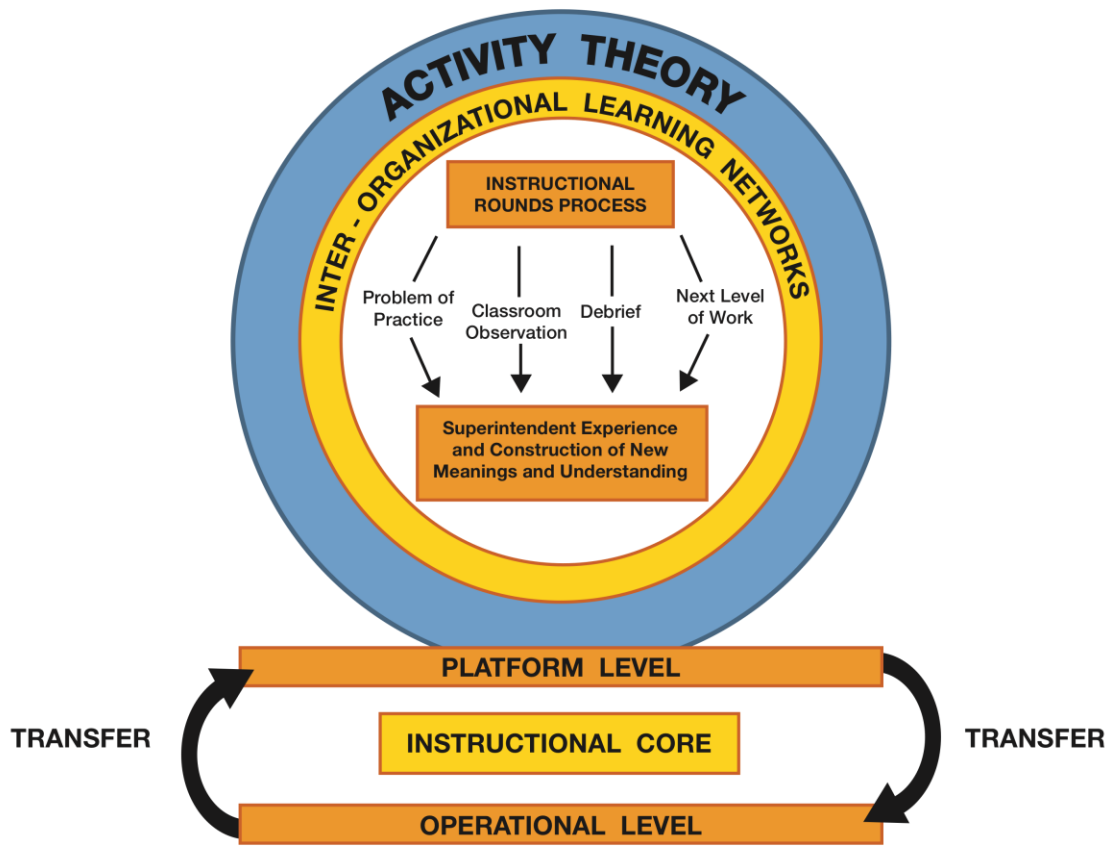 ACTIVITY THEORY
INTER - ORGANIZATIONAL LEARNING NETWORKS
INSTRUCTIONAL
ROUNDS PROCESS
Problem of
Practice
Classroom
Observation
Debrief
Next Level
of Work
Superintendent Experience
and Construction of New
Meanings and Understanding
PLATFORM LEVEL
TRANSFER
INSTRUCTIONAL CORE
TRANSFER
OPERATIONAL LEVEL